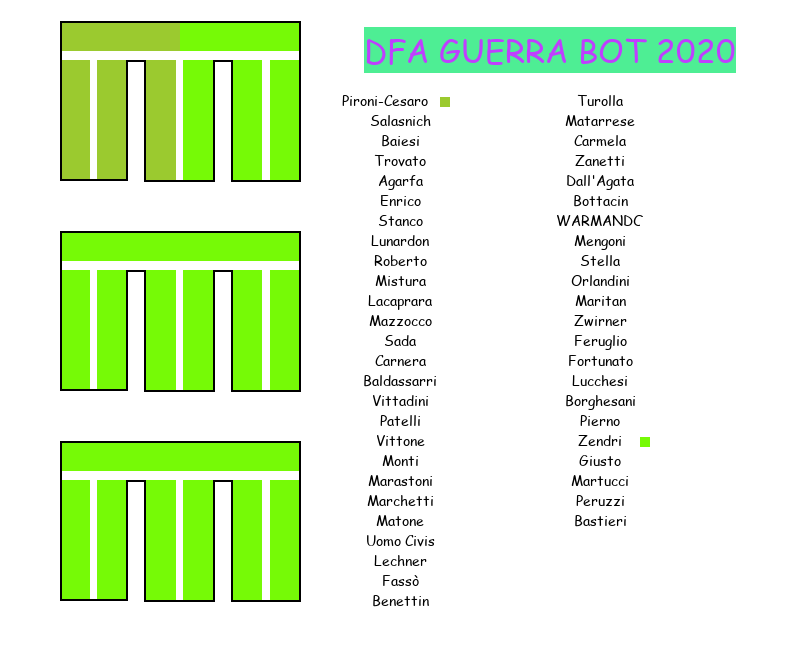 DFA GUERRA BOT 2020
Pironi-Cesaro
Salasnich
Baiesi
Trovato
Agarfa
Enrico
Stanco
Lunardon
Roberto
Mistura
Lacaprara
Mazzocco
Sada
Carnera
Baldassarri
Vittadini
Patelli
Vittone
Monti
Marastoni
Marchetti
Matone
Uomo Civis
Lechner
Fassò
Benettin
Turolla
Matarrese
Carmela
Zanetti
Dall'Agata
Bottacin
WARMANDC
Mengoni
Stella
Orlandini
Maritan
Zwirner
Feruglio
Fortunato
Lucchesi
Borghesani
Pierno
Zendri
Giusto
Martucci
Peruzzi
Bastieri